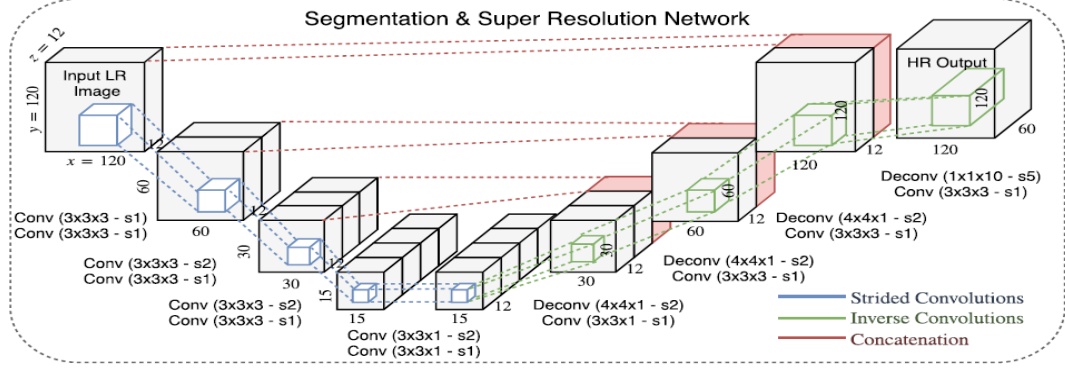 Segmentation & Super Resolution Network
z = 12
Input LR
Image
y = 120
x = 120
12
60
60
12
30
30
12
15
15
15
12
30
30
12
60
60
12
120
120
12
HR Output
120
120
60
Conv (3x3x3 - s1)
Conv (3x3x3 - s1)
Conv (3x3x3 - s2)
Conv (3x3x3 - s1)
Conv (3x3x3 - s2)
Conv (3x3x3 - s1)
Conv (3x3x1 - s2)
Conv (3x3x1 - s1)
Deconv (4x4x1 - s2)
Conv (3x3x1 - s1)
Deconv (4x4x1 - s2)
Conv (3x3x3 - s1)
Deconv (4x4x1 - s2)
Conv (3x3x3 - s1)
Deconv (1x1x10 - s5)
Conv (3x3x3 - s1)
Strided Convolutions
Inverse Convolutions
Concatenation